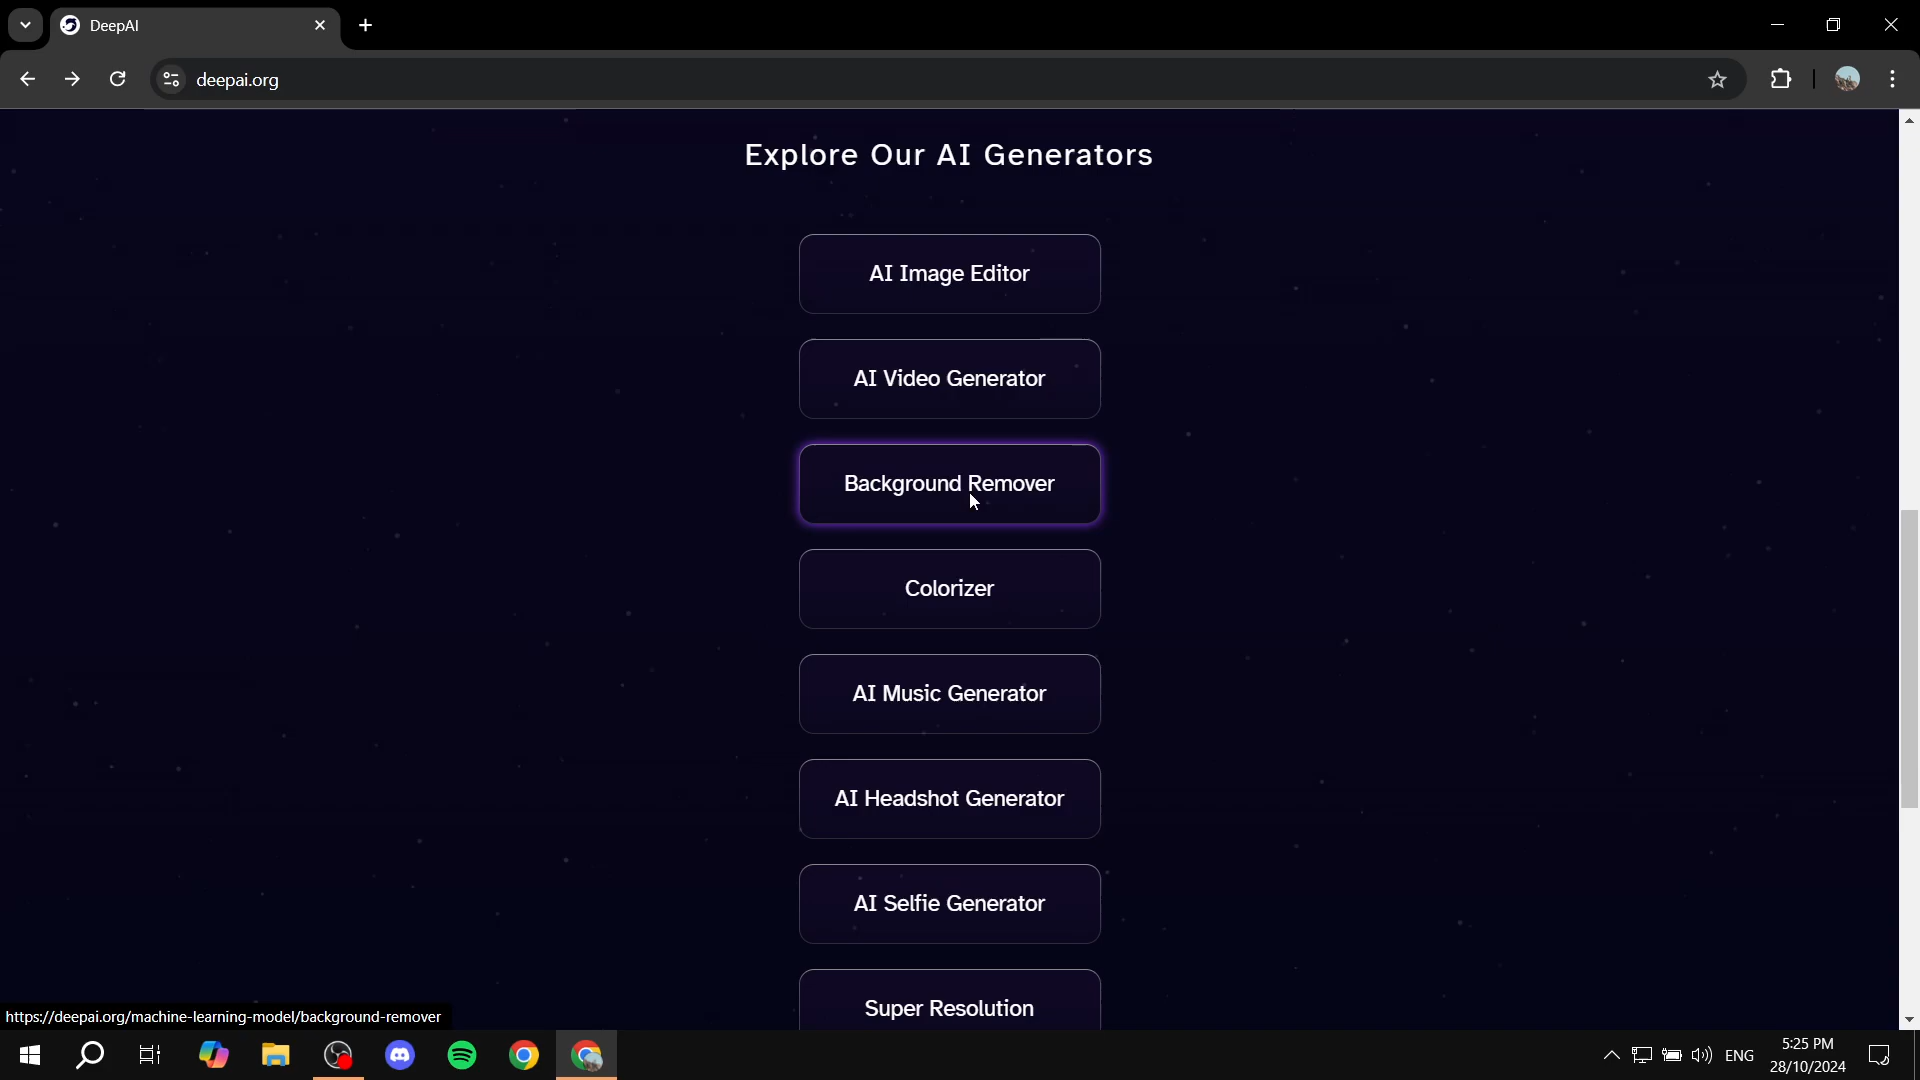 DeepAI
deepai.org
Explore Our AI Generators
AI Image Editor
AI Video Generator
Background Remover
Colorizer
AI Music Generator
AI Headshot Generator
AI Selfie Generator
Super Resolution
https://deepai.org/machine-learning-model/background-remover
ENG
5:25 PM
28/10/2024